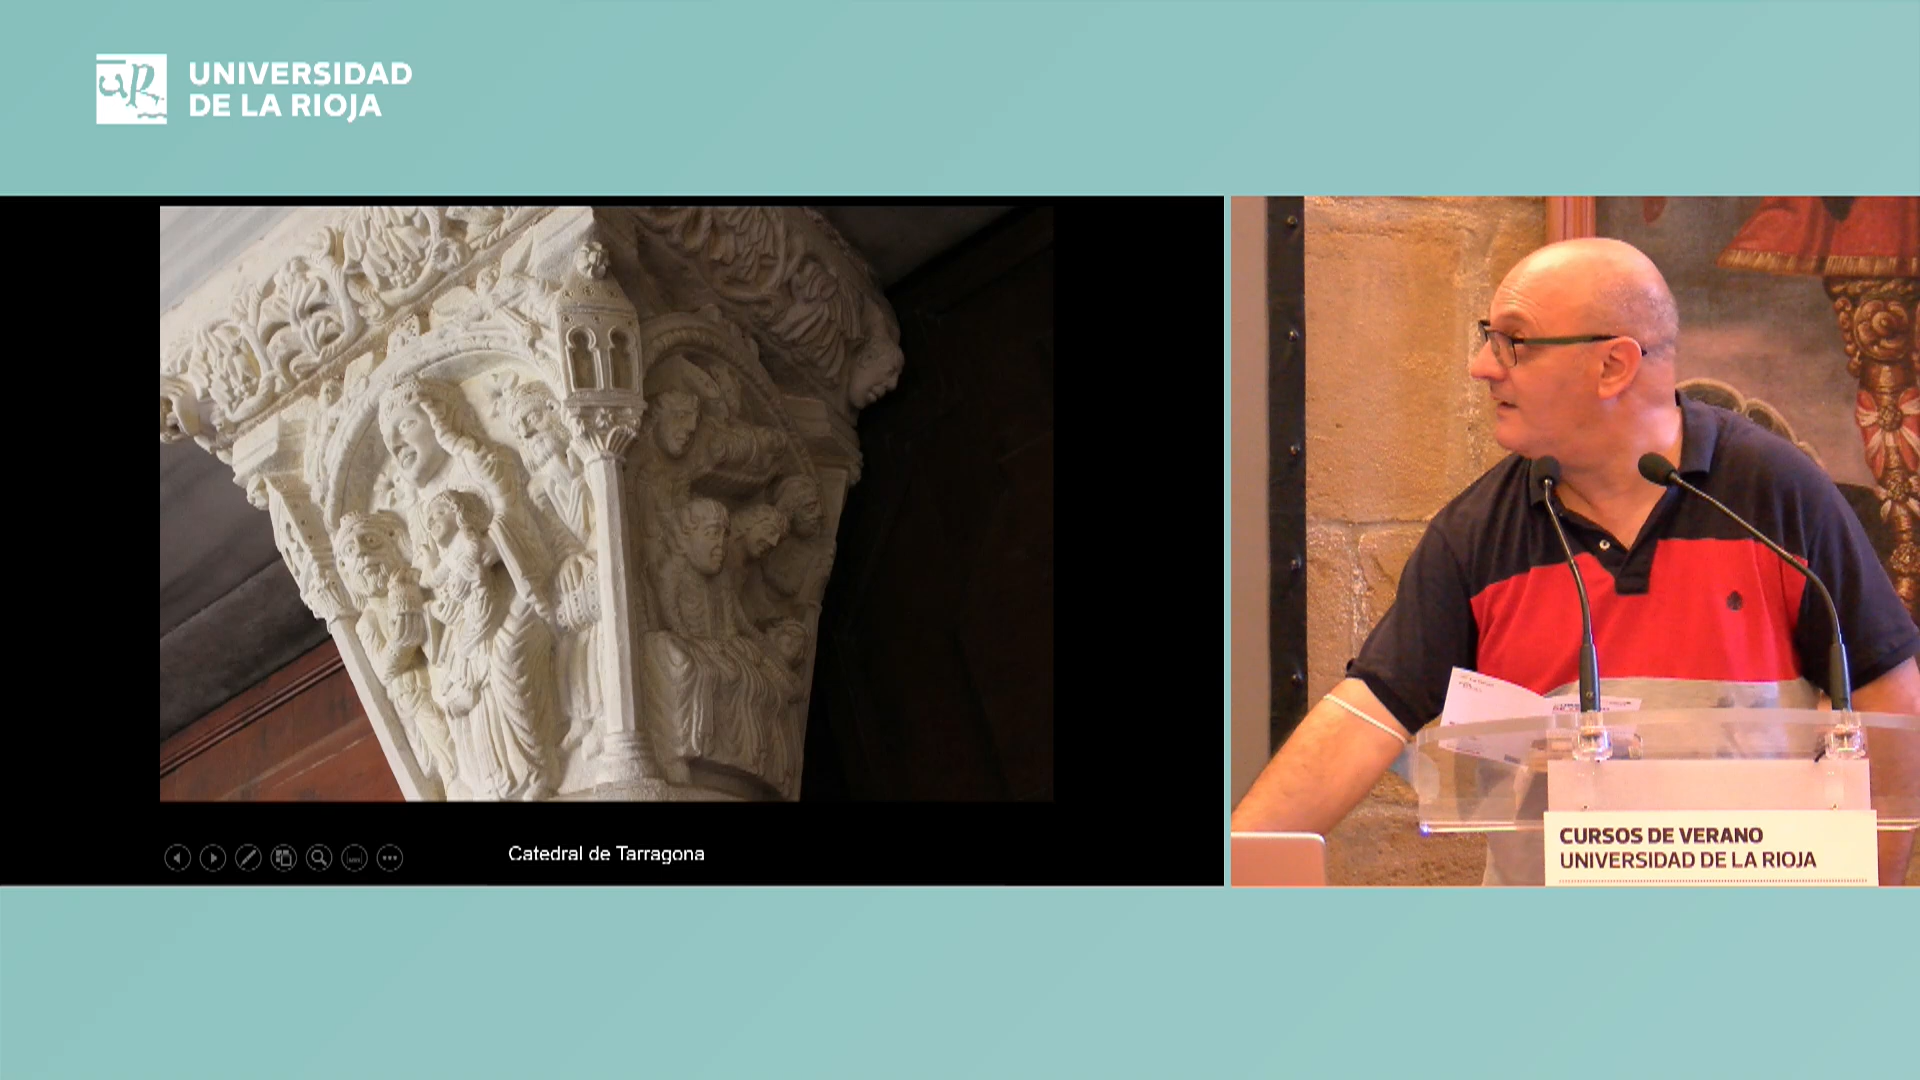 UNIVERSIDAD
DE LA RIOJA
Catedral de Tarragona
CURSOS DE VERANO
UNIVERSIDAD DE LA RIOJA